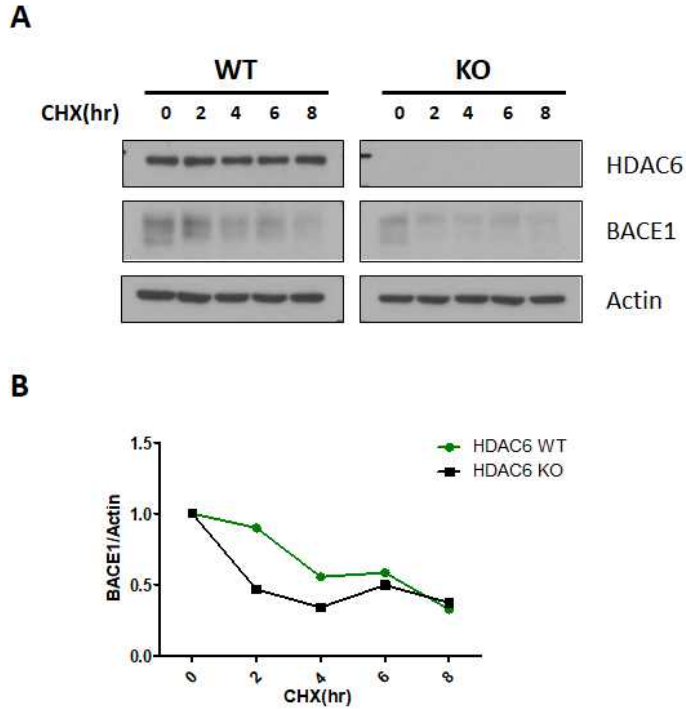 A
WT KO
CHX(hr) 0 2 4 6 8 0 2 4 6 8
HDAC6
BACE1
Actin
B
HDAC6 WT
HDAC6 KO
1.5
1.0
0.5
0.0
BACE1/Actin
0 2 4 6 8
CHX(hr)